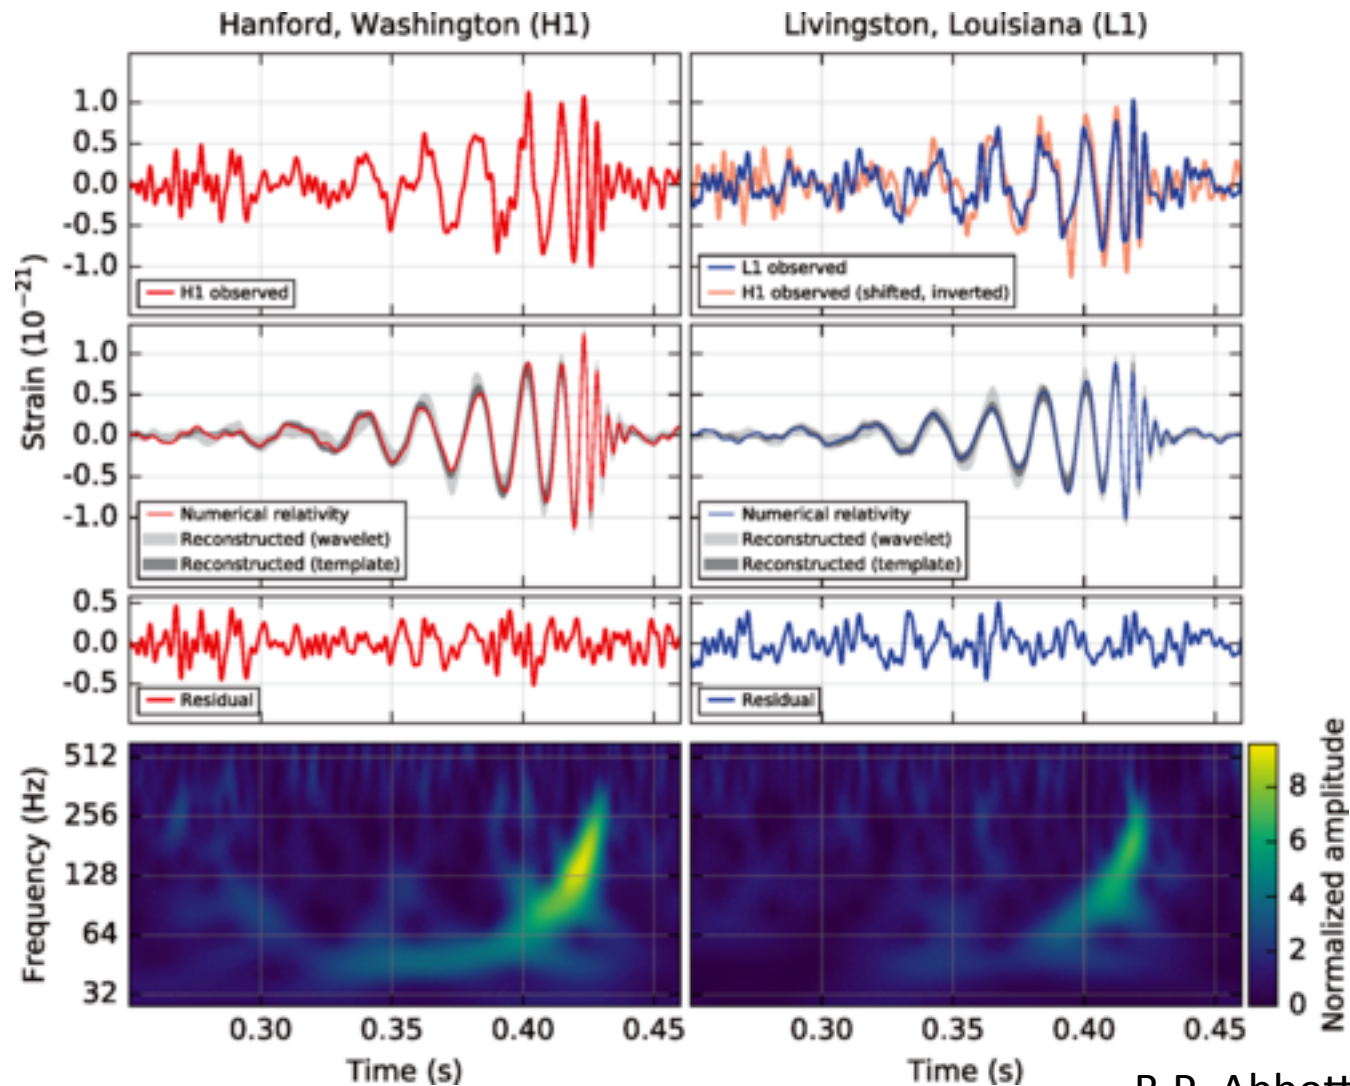 Hanford, Washington (H1)
Livingston, Louisiana (L1)
Strain (10⁻²¹)
1.0
0.5
0.0
-0.5
-1.0
H1 observed
L1 observed
H1 observed (shifted, inverted)
1.0
0.5
0.0
-0.5
-1.0
Numerical relativity
Reconstructed (wavelet)
Reconstructed (template)
Numerical relativity
Reconstructed (wavelet)
Reconstructed (template)
0.5
0.0
-0.5
Residual
Residual
Frequency (Hz)
512
256
128
64
32
Normalized amplitude
8
6
4
2
0
0.30 0.35 0.40 0.45
0.30 0.35 0.40 0.45
Time (s)
Time (s)